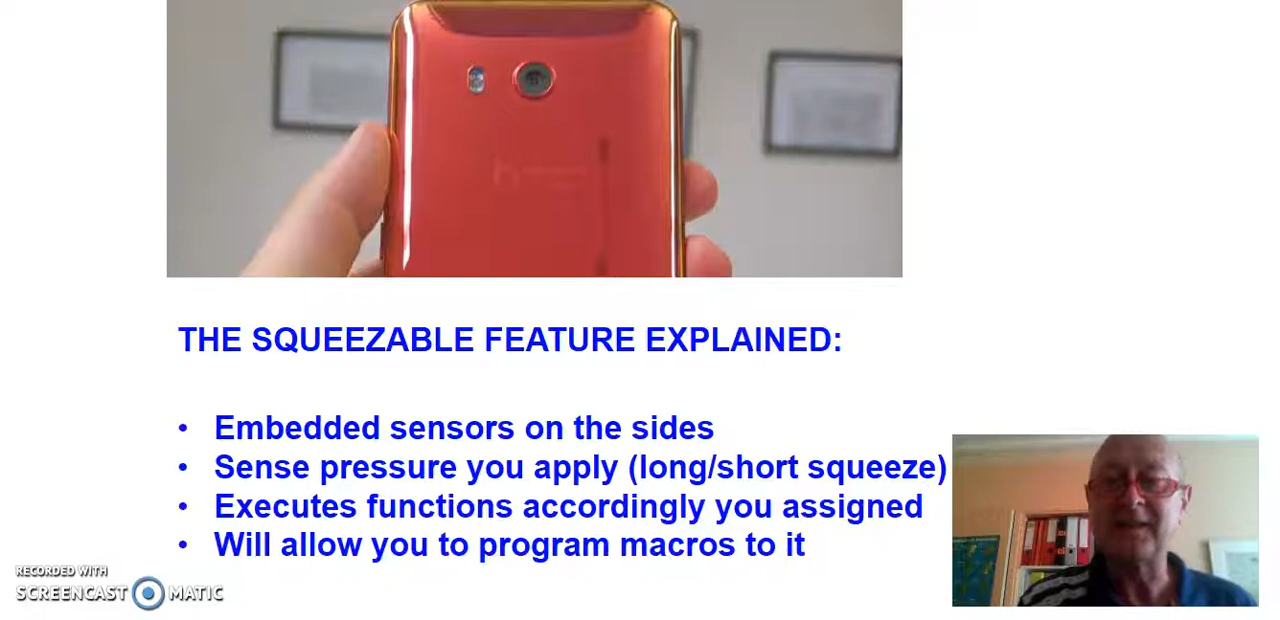 THE SQUEEZABLE FEATURE EXPLAINED:
• Embedded sensors on the sides
• Sense pressure you apply (long/short squeeze)
• Executes functions accordingly you assigned
• Will allow you to program macros to it
RECORDED WITH
SCREENCAST MATIC